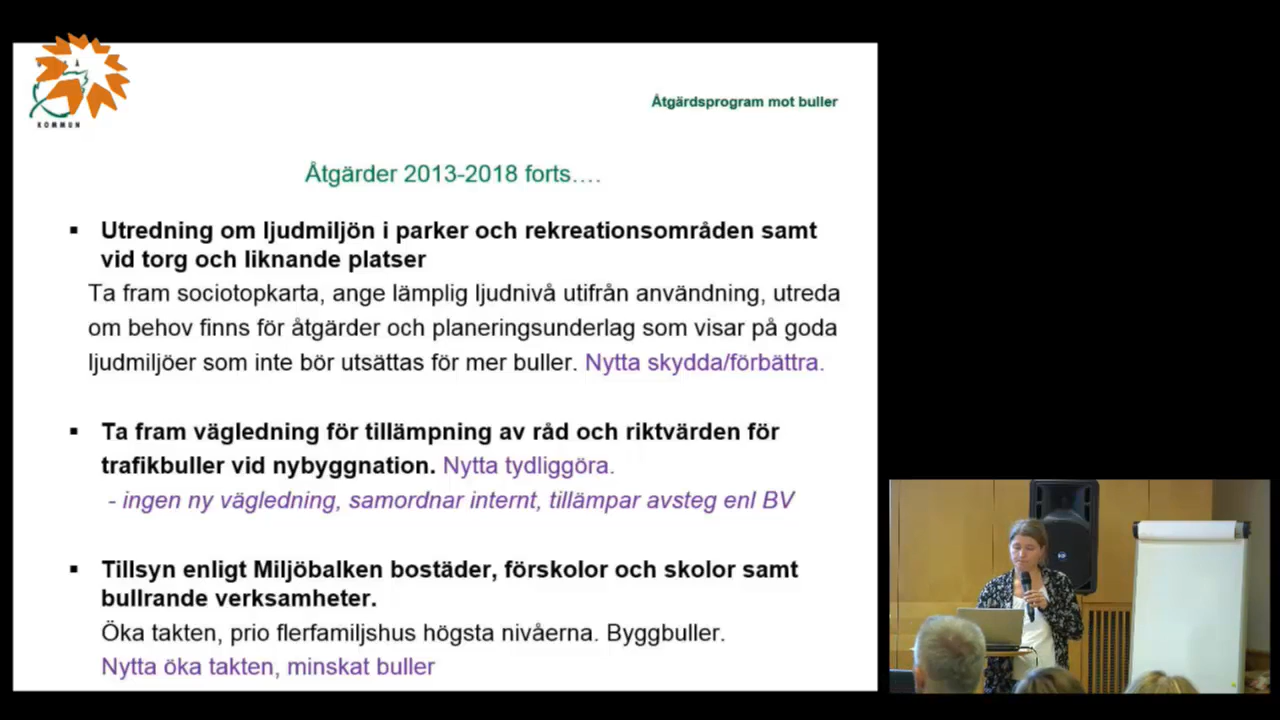 KOMMUN
Åtgärdsprogram mot buller
Åtgärder 2013-2018 forts….
▪ Utredning om ljudmiljön i parker och rekreationsområden samt
vid torg och liknande platser
Ta fram sociotopkarta, ange lämplig ljudnivå utifrån användning, utreda
om behov finns för åtgärder och planeringsunderlag som visar på goda
ljudmiljöer som inte bör utsättas för mer buller. Nytta skydda/förbättra.
▪ Ta fram vägledning för tillämpning av råd och riktvärden för
trafikbuller vid nybyggnation. Nytta tydliggöra.
- ingen ny vägledning, samordnar internt, tillämpar avsteg enl BV
▪ Tillsyn enligt Miljöbalken bostäder, förskolor och skolor samt
bullrande verksamheter.
Öka takten, prio flerfamiljshus högsta nivåerna. Byggbuller.
Nytta öka takten, minskat buller